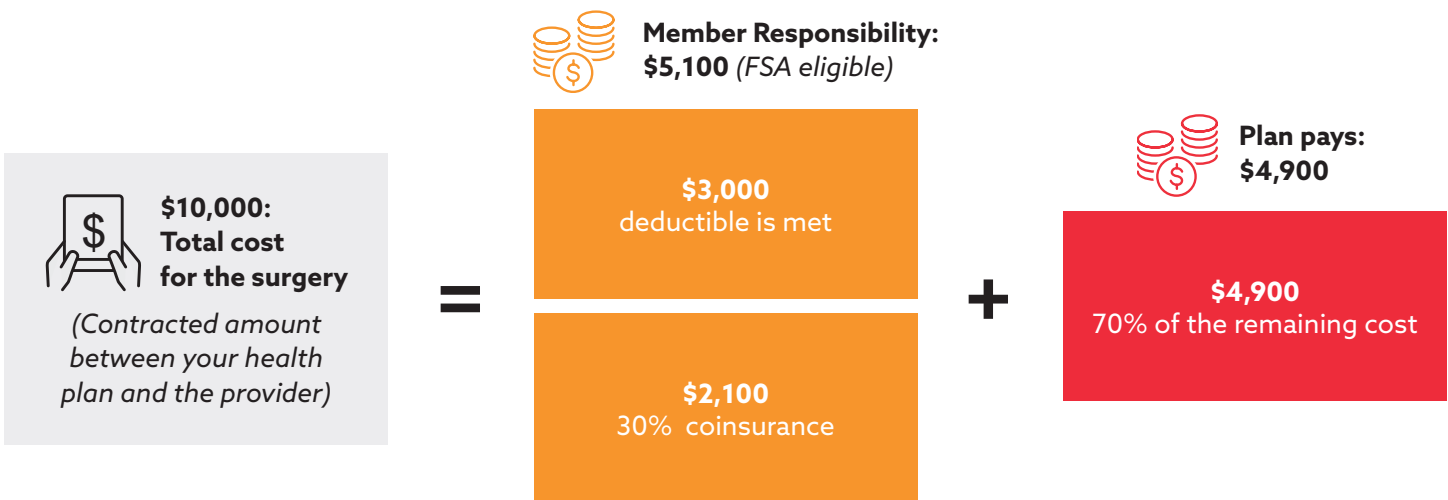 $10,000:
Total cost
for the surgery
(Contracted amount
between your health
plan and the provider)
=
Member Responsibility:
$5,100 (FSA eligible)
$3,000
deductible is met
$2,100
30% coinsurance
+
Plan pays:
$4,900
$4,900
70% of the remaining cost